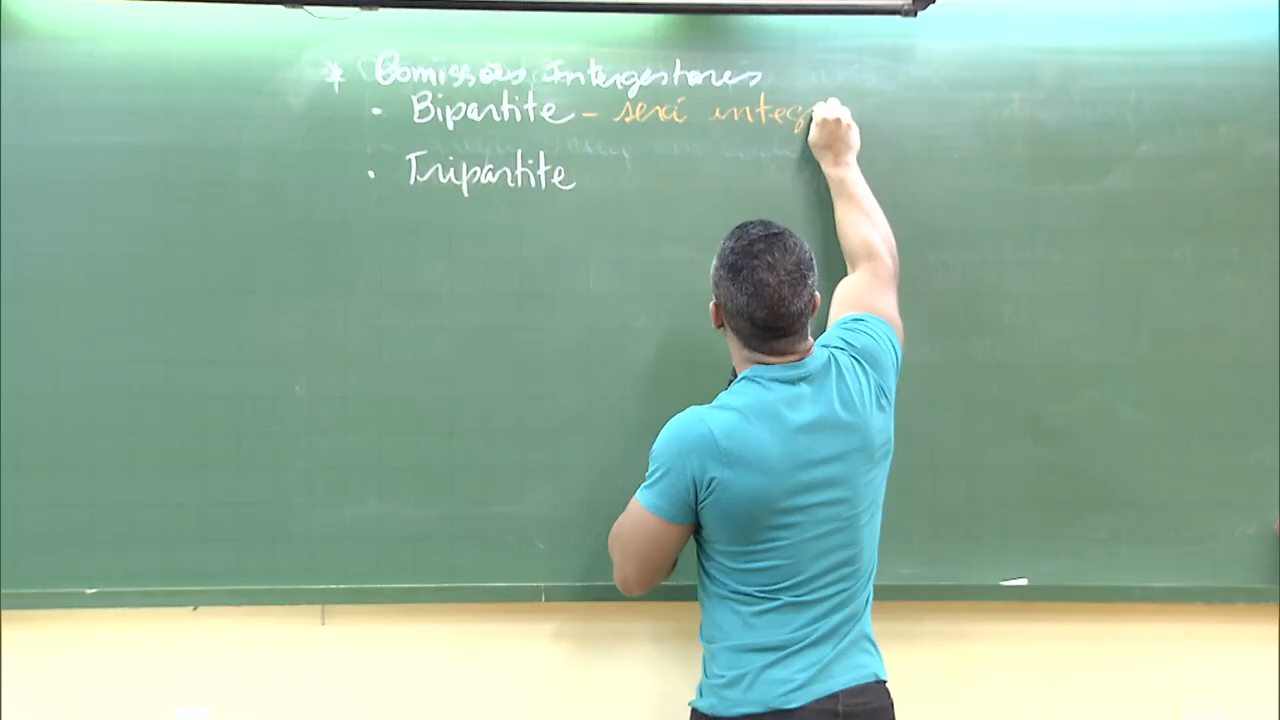 * Comissões Intergestores
• Bipartite - será integ
• Tripartite